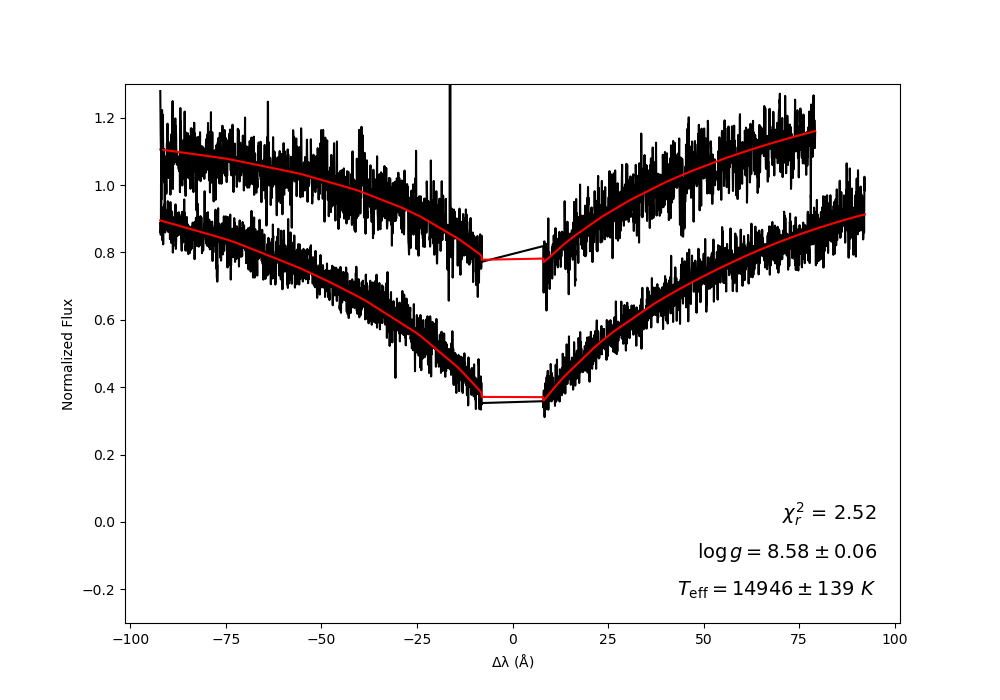 1.2
1.0
0.8
0.6
0.4
0.2
0.0
−0.2
Normalized Flux
χ²ᵣ = 2.52
log g = 8.58 ± 0.06
T_eff = 14946 ± 139 K
−100 −75 −50 −25 0 25 50 75 100
Δλ (Å)